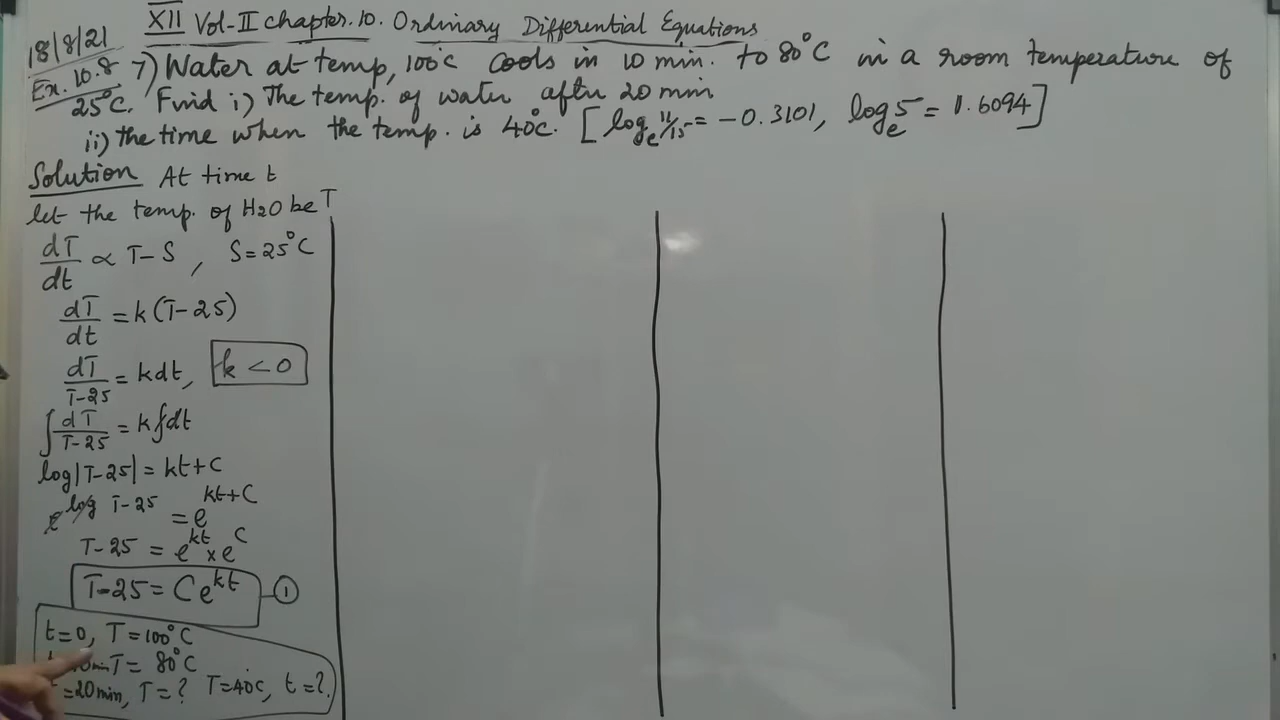 XII Vol-II chapter.10. Ordinary Differential Equations
18/8/21
Ex. 10.8 7) Water at temp, 100°C cools in 10 min. to 80°C in a room temperature of
25°C. Find i) The temp. of water after 20 min
ii) the time when the temp. is 40°C. [logₑ 11/15 = -0.3101, logₑ5 = 1.6094]
Solution At time t
let the temp. of H2O be T
dT/dt ∝ T-S, S=25°C
dT/dt = k(T-25)
dT/T-25 = kdt, k<0
∫dT/T-25 = k∫dt
log|T-25| = kt+C
e^log T-25 = e^kt+C
T-25 = e^kt × e^C
T-25 = Ce^kt —①
t=0, T=100°C
min T= 80°C
=20min, T=? T=40c, t=?